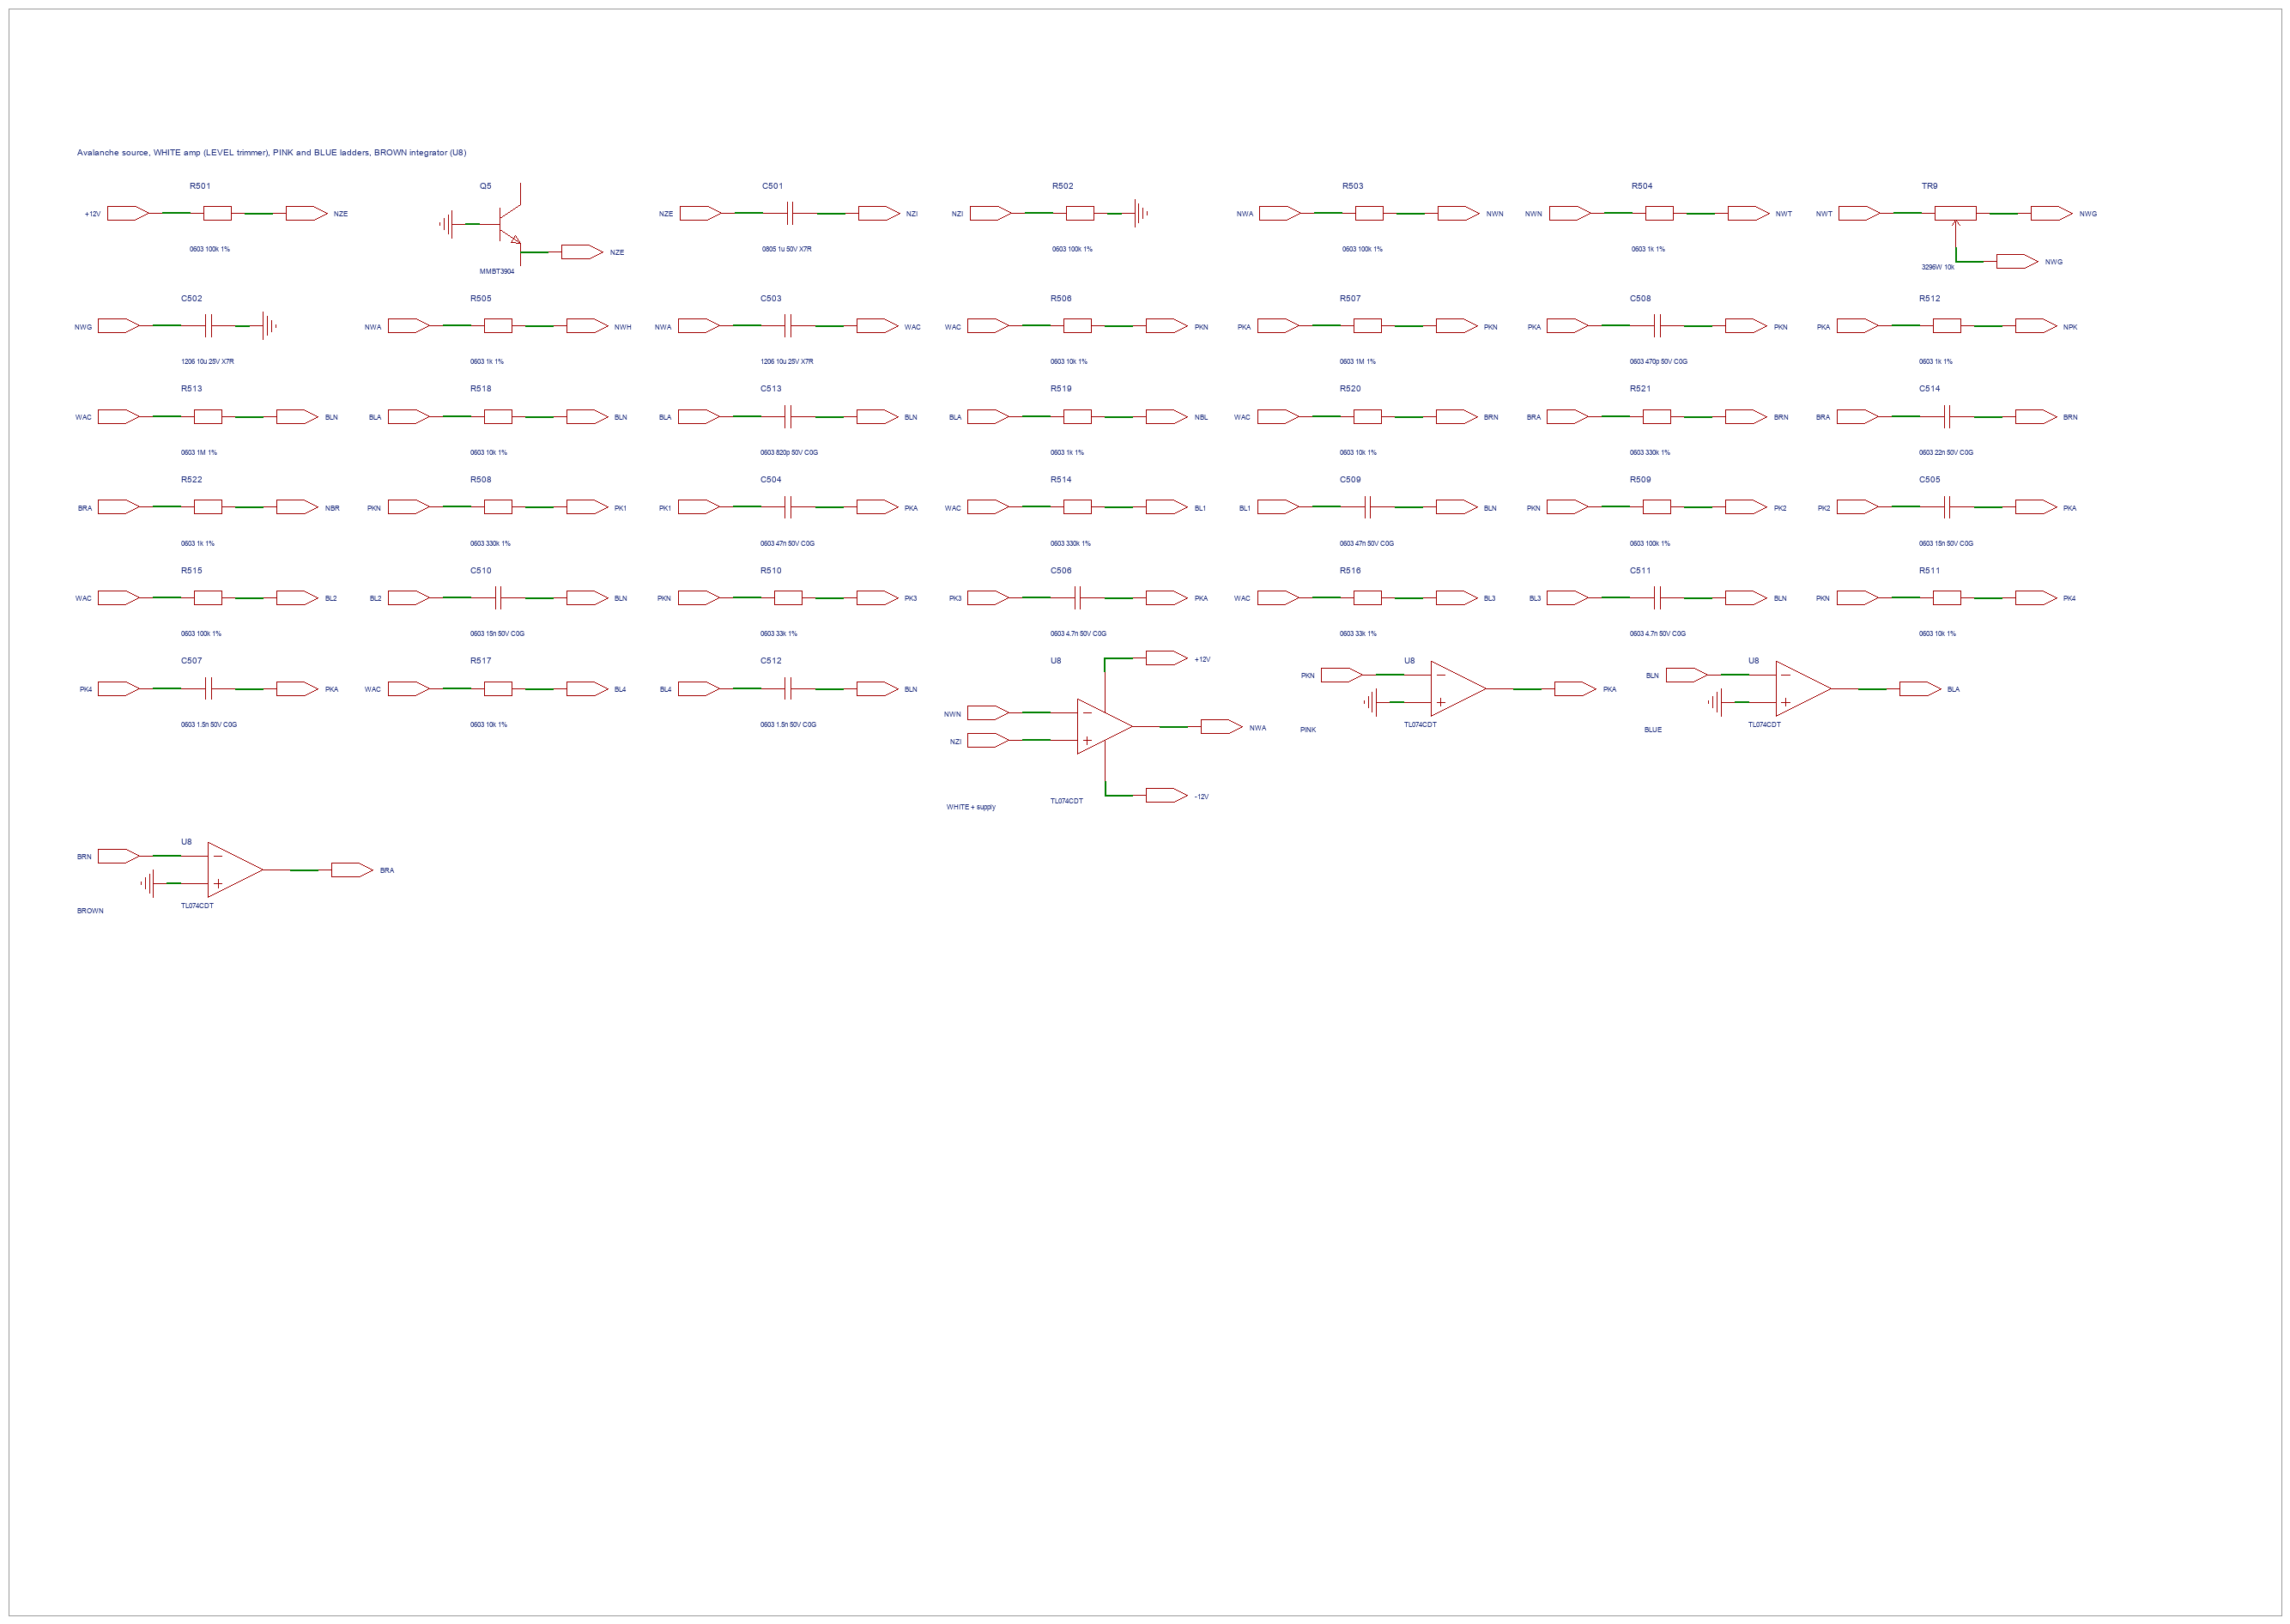 Avalanche source, WHITE amp (LEVEL trimmer), PINK and BLUE ladders, BROWN integrator (U8)
R501 Q5 C501 R502 R503 R504 TR9
+12V NZE NZE NZI NZI NWA NWN NWN NWT NWT NWG
0603 100k 1% NZE 0805 1u 50V X7R 0603 100k 1% 0603 100k 1% 0603 1k 1% NWG
MMBT3904 3296W 10k
C502 R505 C503 R506 R507 C508 R512
NWG NWA NWH NWA WAC WAC PKN PKA PKN PKA PKN PKA NPK
1206 10u 25V X7R 0603 1k 1% 1206 10u 25V X7R 0603 10k 1% 0603 1M 1% 0603 470p 50V C0G 0603 1k 1%
R513 R518 C513 R519 R520 R521 C514
WAC BLN BLA BLN BLA BLN BLA NBL WAC BRN BRA BRN BRA BRN
0603 1M 1% 0603 10k 1% 0603 820p 50V C0G 0603 1k 1% 0603 10k 1% 0603 330k 1% 0603 22n 50V C0G
R522 R508 C504 R514 C509 R509 C505
BRA NBR PKN PK1 PK1 PKA WAC BL1 BL1 BLN PKN PK2 PK2 PKA
0603 1k 1% 0603 330k 1% 0603 47n 50V C0G 0603 330k 1% 0603 47n 50V C0G 0603 100k 1% 0603 15n 50V C0G
R515 C510 R510 C506 R516 C511 R511
WAC BL2 BL2 BLN PKN PK3 PK3 PKA WAC BL3 BL3 BLN PKN PK4
0603 100k 1% 0603 15n 50V C0G 0603 33k 1% 0603 4.7n 50V C0G 0603 33k 1% 0603 4.7n 50V C0G 0603 10k 1%
C507 R517 C512 U8 +12V U8 U8
PK4 PKA WAC BL4 BL4 BLN PKN PKA BLN BLA
0603 1.5n 50V C0G 0603 10k 1% 0603 1.5n 50V C0G NWN NZI NWA PINK TL074CDT BLUE TL074CDT
WHITE + supply TL074CDT -12V
U8
BRN BRA
BROWN TL074CDT